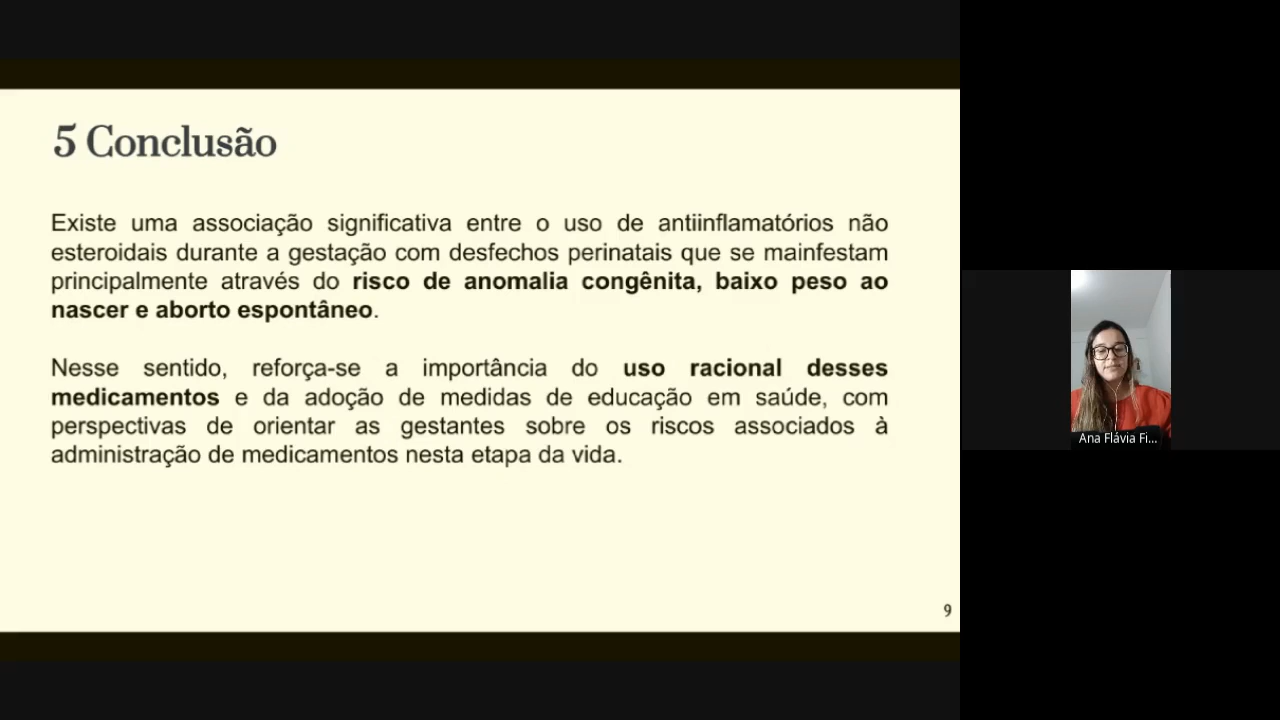 5 Conclusão
Existe uma associação significativa entre o uso de antiinflamatórios não
esteroidais durante a gestação com desfechos perinatais que se mainfestam
principalmente através do risco de anomalia congênita, baixo peso ao
nascer e aborto espontâneo.
Nesse sentido, reforça-se a importância do uso racional desses
medicamentos e da adoção de medidas de educação em saúde, com
perspectivas de orientar as gestantes sobre os riscos associados à
administração de medicamentos nesta etapa da vida.
9
Ana Flávia Fi...